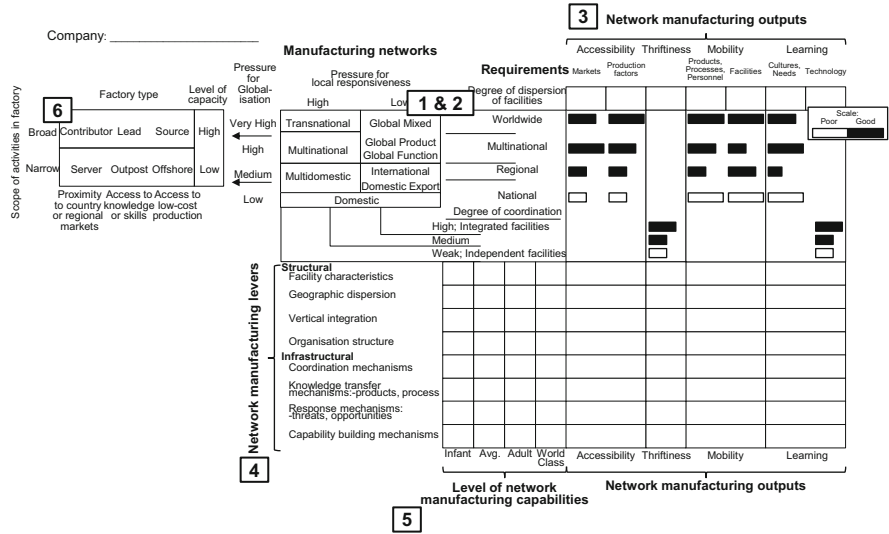 3 Network manufacturing outputs
Company: ____________________
Manufacturing networks
Accessibility Thriftiness Mobility Learning
Requirements
Markets Production factors Products, Processes, Personnel Facilities Cultures, Needs Technology
Pressure for Global-isation
Pressure for local responsiveness
High Low
1 & 2
Degree of dispersion of facilities
6
Factory type
Level of capacity
Scope of activities in factory
Broad Contributor Lead Source High
Narrow Server Outpost Offshore Low
Proximity to country or regional markets
Access to knowledge or skills
Access to low-cost production
Very High Transnational Global Mixed Worldwide
High Multinational Global Product Global Function Multinational
Medium Multidomestic International Domestic Export Regional
Low Domestic National
Scale:
Poor Good
Degree of coordination
High; Integrated facilities
Medium
Weak; Independent facilities
Network manufacturing levers
Structural
Facility characteristics
Geographic dispersion
Vertical integration
Organisation structure
Infrastructural
Coordination mechanisms
Knowledge transfer
mechanisms:-products, process
Response mechanisms:
-threats, opportunities
Capability building mechanisms
4
Infant Avg. Adult World Class
Accessibility Thriftiness Mobility Learning
Level of network
manufacturing capabilities
Network manufacturing outputs
5